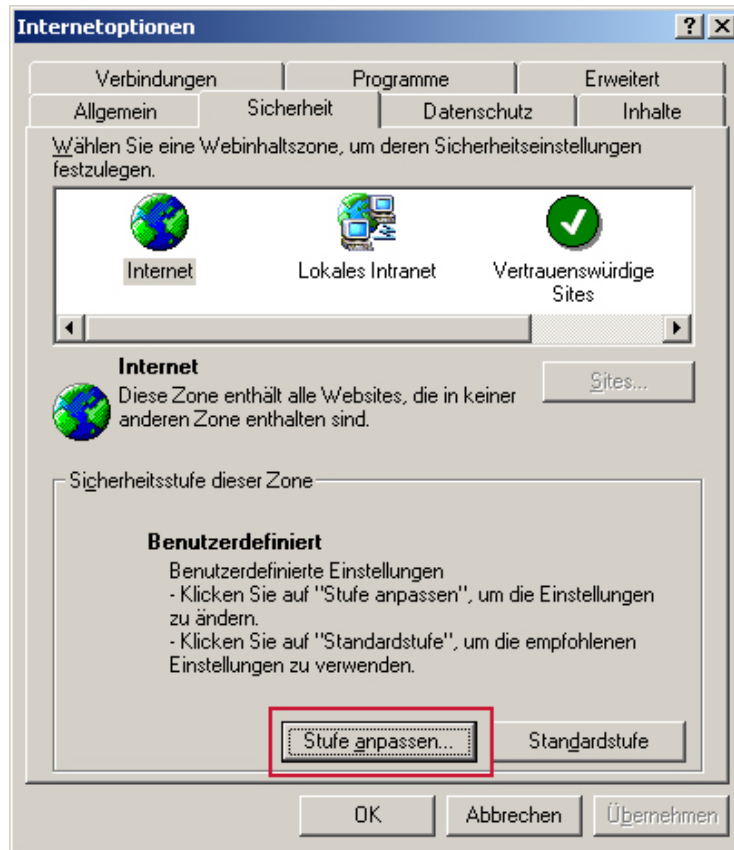 Internetoptionen
Verbindungen Programme Erweitert
Allgemein Sicherheit Datenschutz Inhalte
Wählen Sie eine Webinhaltszone, um deren Sicherheitseinstellungen
festzulegen.
Internet Lokales Intranet Vertrauenswürdige
Sites
Internet
Diese Zone enthält alle Websites, die in keiner
anderen Zone enthalten sind.
Sites...
Sicherheitsstufe dieser Zone
Benutzerdefiniert
Benutzerdefinierte Einstellungen
- Klicken Sie auf "Stufe anpassen", um die Einstellungen
zu ändern.
- Klicken Sie auf "Standardstufe", um die empfohlenen
Einstellungen zu verwenden.
Stufe anpassen... Standardstufe
OK Abbrechen Übernehmen